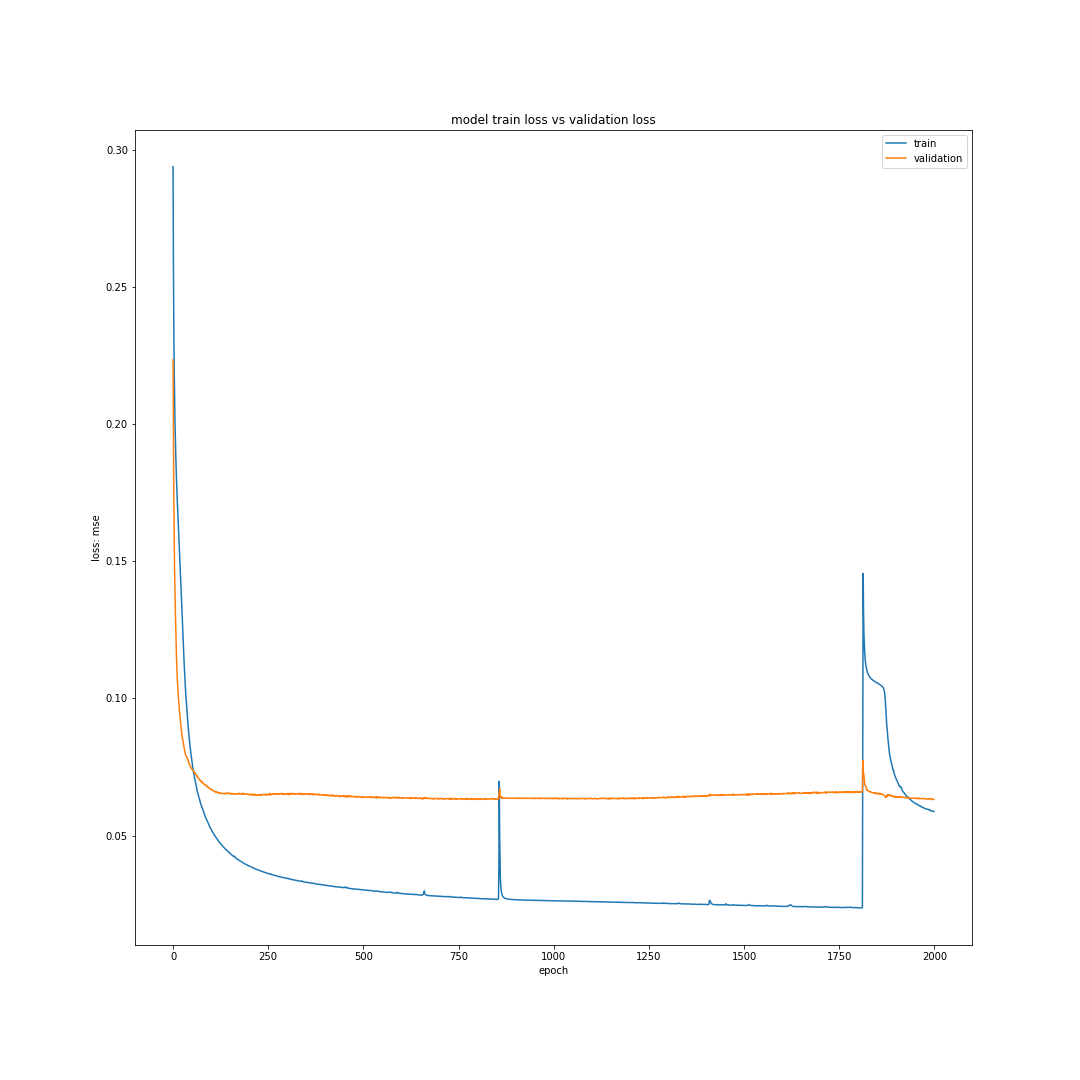 model train loss vs validation loss
train
validation
0.30
0.25
0.20
0.15
0.10
0.05
loss: mse
0 250 500 750 1000 1250 1500 1750 2000
epoch